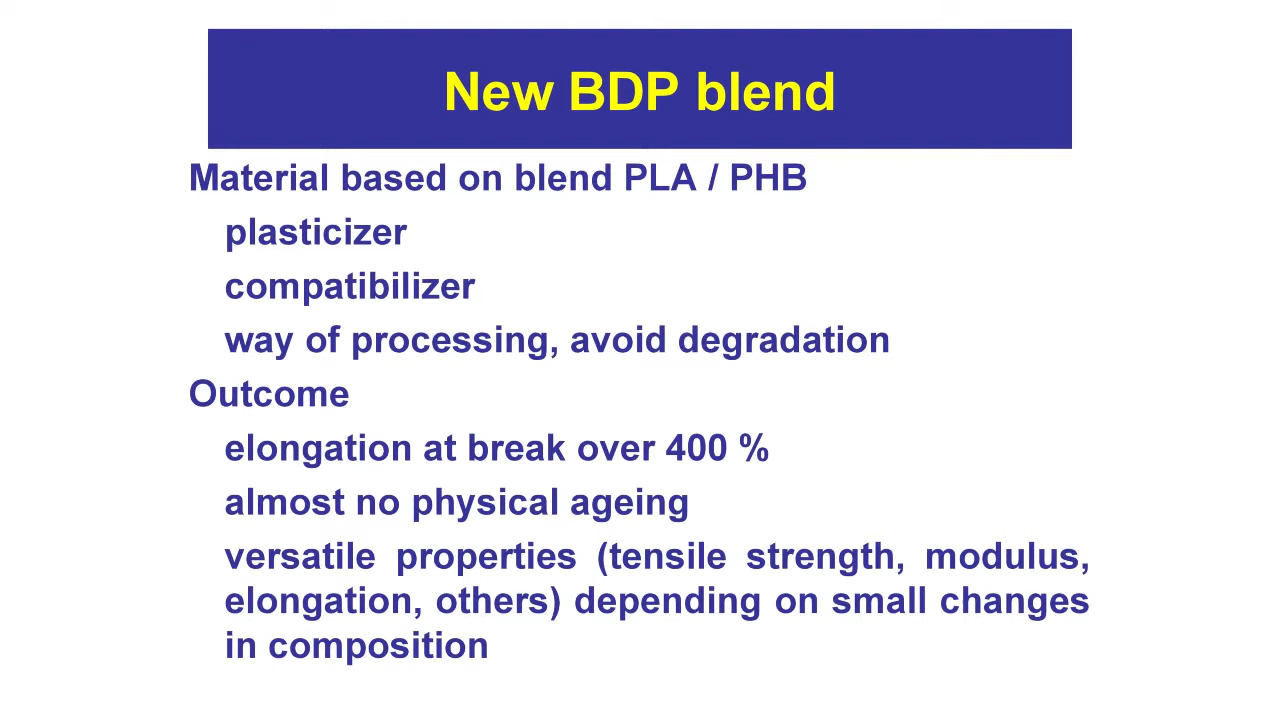 New BDP blend
Material based on blend PLA / PHB
plasticizer
compatibilizer
way of processing, avoid degradation
Outcome
elongation at break over 400 %
almost no physical ageing
versatile properties (tensile strength, modulus,
elongation, others) depending on small changes
in composition